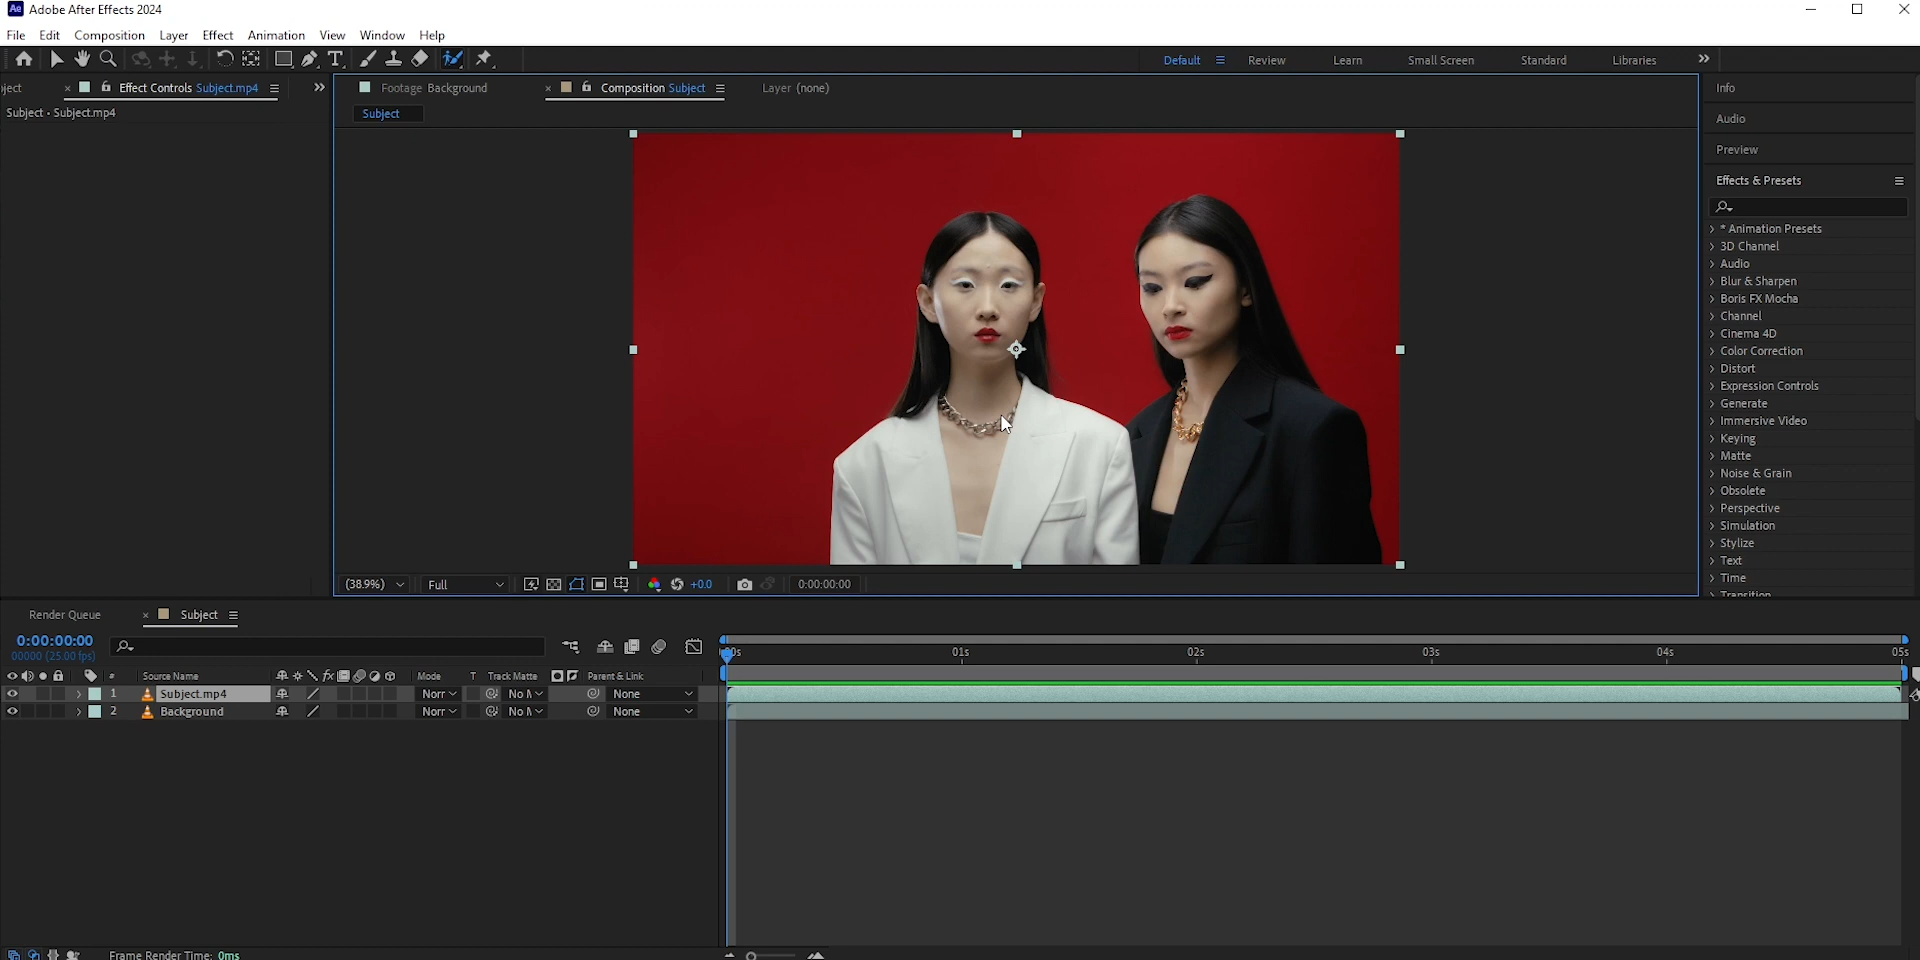 Ae Adobe After Effects 2024
File Edit Composition Layer Effect Animation View Window Help
Default Review Learn Small Screen Standard Libraries
ject × Effect Controls Subject.mp4
Subject • Subject.mp4
Footage Background × Composition Subject Layer (none)
Subject
Info
Audio
Preview
Effects & Presets
* Animation Presets
3D Channel
Audio
Blur & Sharpen
Boris FX Mocha
Channel
Cinema 4D
Color Correction
Distort
Expression Controls
Generate
Immersive Video
Keying
Matte
Noise & Grain
Obsolete
Perspective
Simulation
Stylize
Text
Time
Transition
(38.9%) Full +0.0 0:00:00:00
Render Queue × Subject
0:00:00:00
00000 (25.00 fps)
00s 01s 02s 03s 04s 05s
# Source Name fx Mode T Track Matte Parent & Link
1 Subject.mp4 Norr No M None
2 Background Norr No M None
Frame Render Time: 0ms